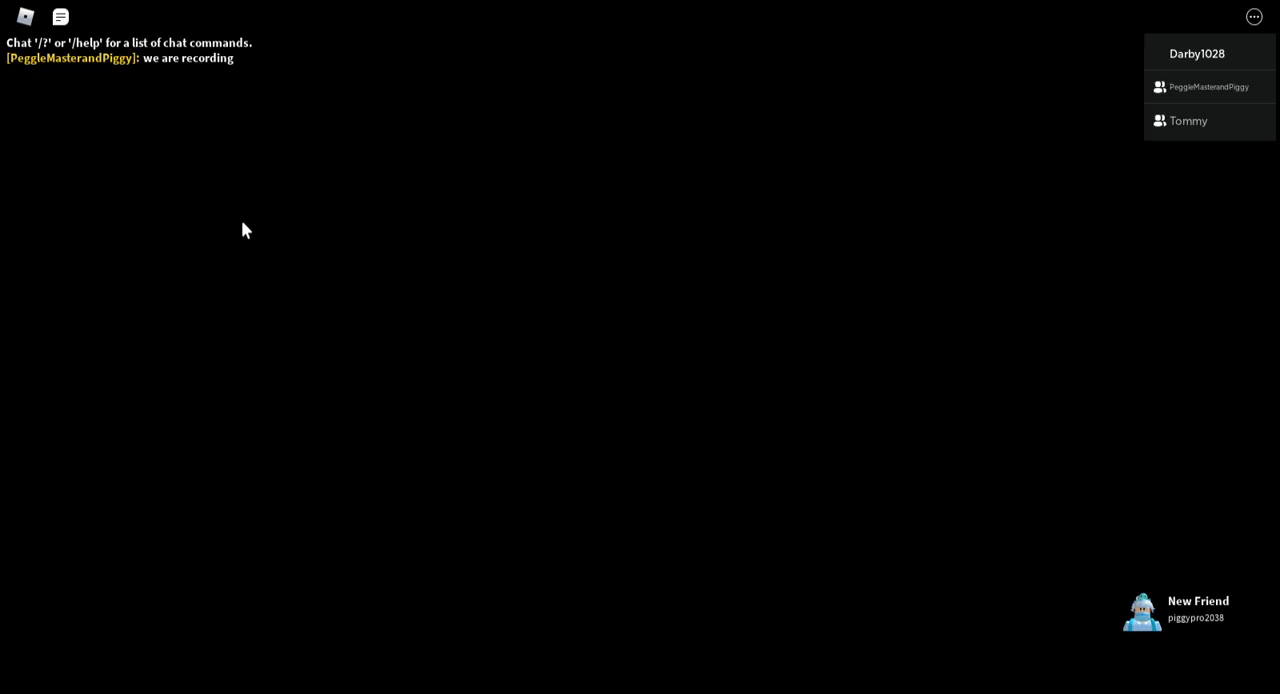 Chat '/?' or '/help' for a list of chat commands.
[PeggleMasterandPiggy]: we are recording
Darby1028
PeggleMasterandPiggy
Tommy
New Friend
piggypro2038